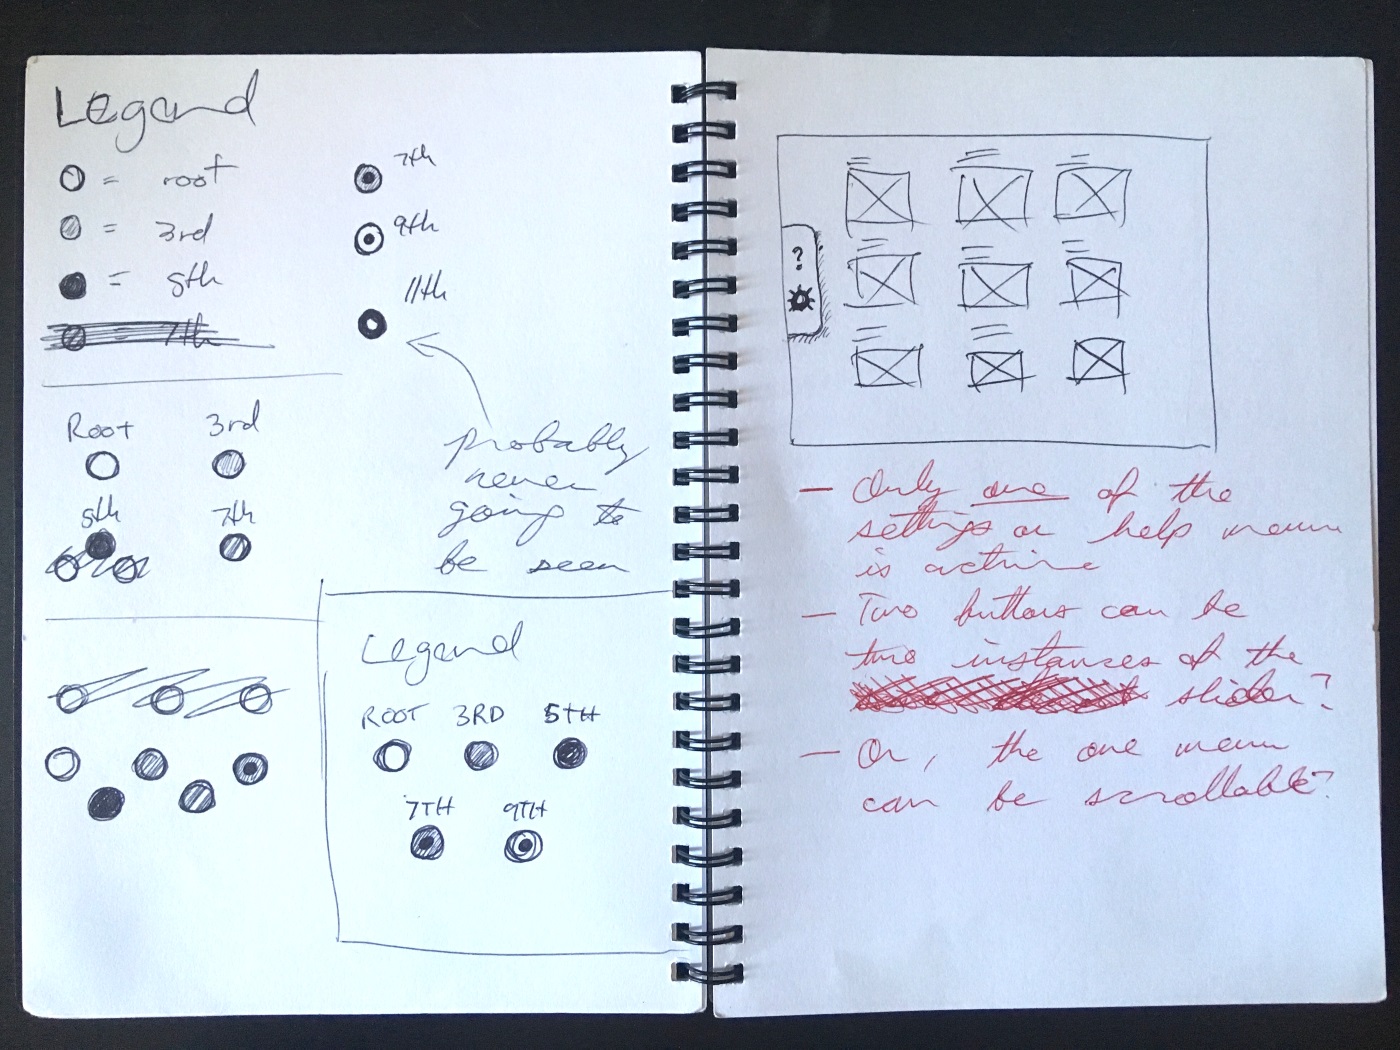 Legend
= root
= 3rd
= 5th
- 7th
7th
9th
11th
probably
never
going to
be seen
Root 3rd
5th 7th
Legend
ROOT 3RD 5TH
7TH 9TH
?
— Only one of the
settings or help menu
is active
— Two buttons can be
two instances of the
slider?
— Or, the one menu
can be scrollable?